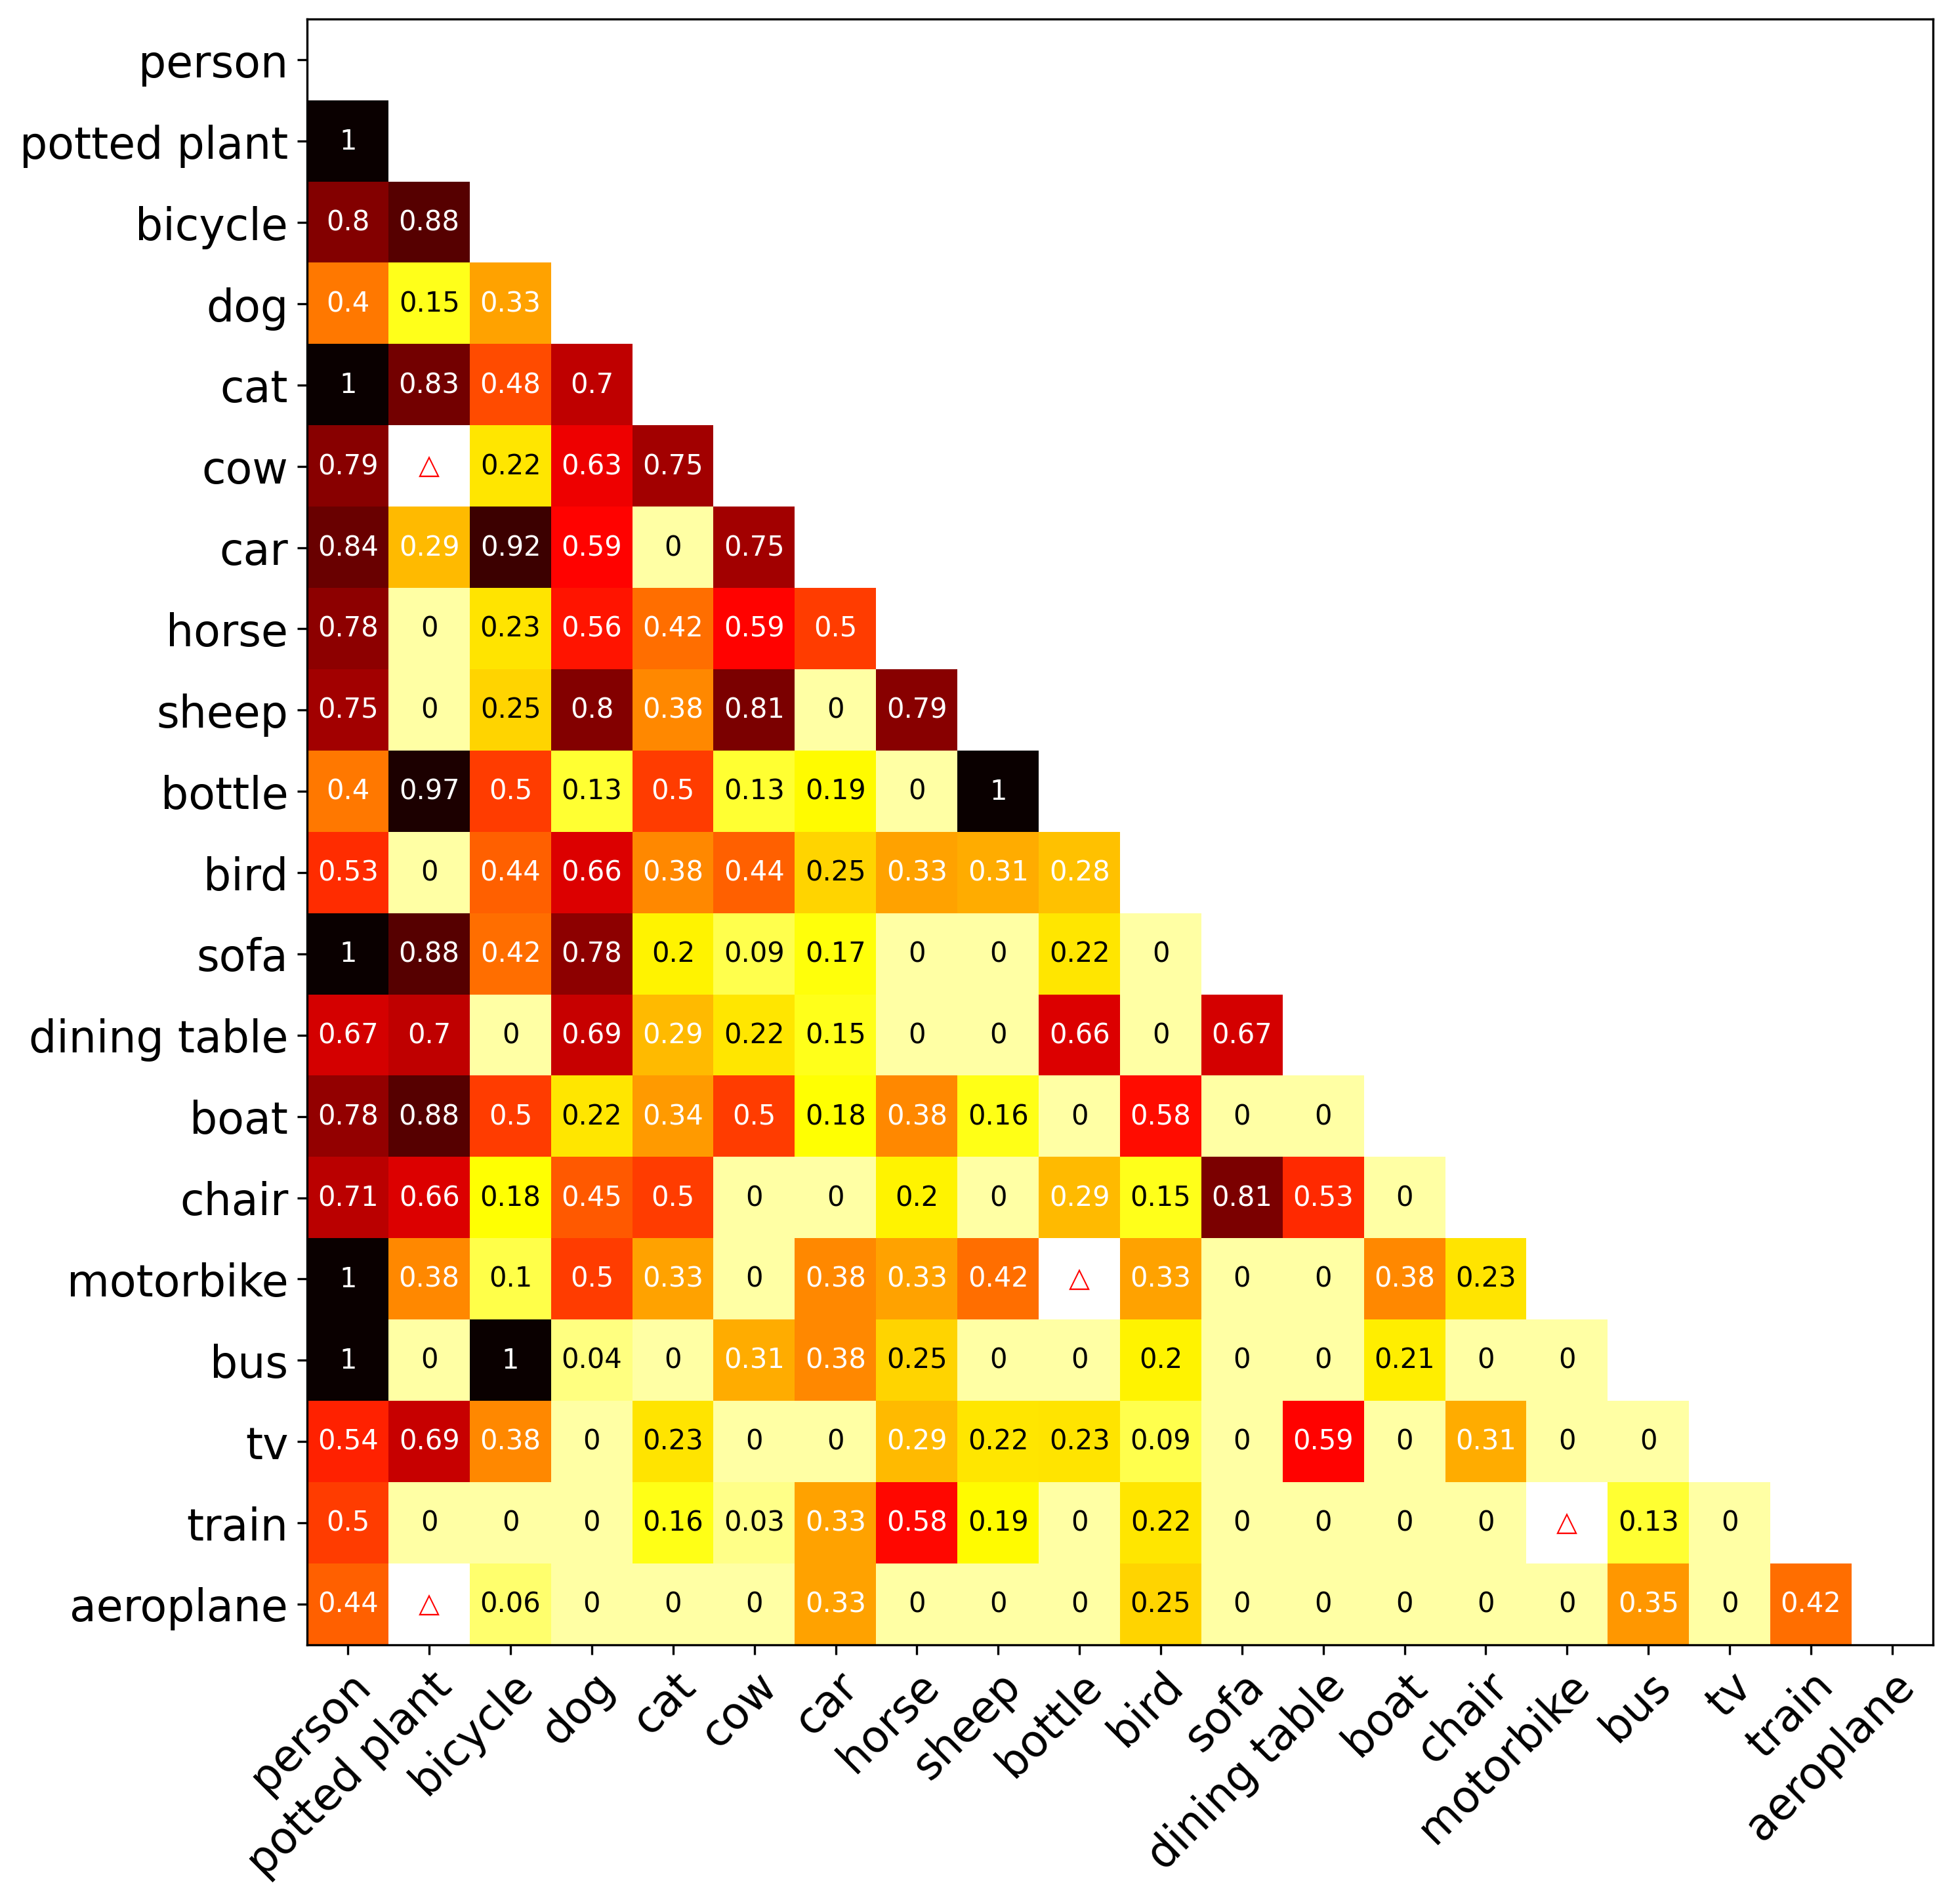 person
potted plant 1
bicycle 0.8 0.88
dog 0.4 0.15 0.33
cat 1 0.83 0.48 0.7
cow 0.79 △ 0.22 0.63 0.75
car 0.84 0.29 0.92 0.59 0 0.75
horse 0.78 0 0.23 0.56 0.42 0.59 0.5
sheep 0.75 0 0.25 0.8 0.38 0.81 0 0.79
bottle 0.4 0.97 0.5 0.13 0.5 0.13 0.19 0 1
bird 0.53 0 0.44 0.66 0.38 0.44 0.25 0.33 0.31 0.28
sofa 1 0.88 0.42 0.78 0.2 0.09 0.17 0 0 0.22 0
dining table 0.67 0.7 0 0.69 0.29 0.22 0.15 0 0 0.66 0 0.67
boat 0.78 0.88 0.5 0.22 0.34 0.5 0.18 0.38 0.16 0 0.58 0 0
chair 0.71 0.66 0.18 0.45 0.5 0 0 0.2 0 0.29 0.15 0.81 0.53 0
motorbike 1 0.38 0.1 0.5 0.33 0 0.38 0.33 0.42 △ 0.33 0 0 0.38 0.23
bus 1 0 1 0.04 0 0.31 0.38 0.25 0 0 0.2 0 0 0.21 0 0
tv 0.54 0.69 0.38 0 0.23 0 0 0.29 0.22 0.23 0.09 0 0.59 0 0.31 0 0
train 0.5 0 0 0 0.16 0.03 0.33 0.58 0.19 0 0.22 0 0 0 0 △ 0.13 0
aeroplane 0.44 △ 0.06 0 0 0 0.33 0 0 0 0.25 0 0 0 0 0 0.35 0 0.42
person
potted plant
bicycle
dog
cat
cow
car
horse
sheep
bottle
bird
sofa
dining table
boat
chair
motorbike
bus
tv
train
aeroplane